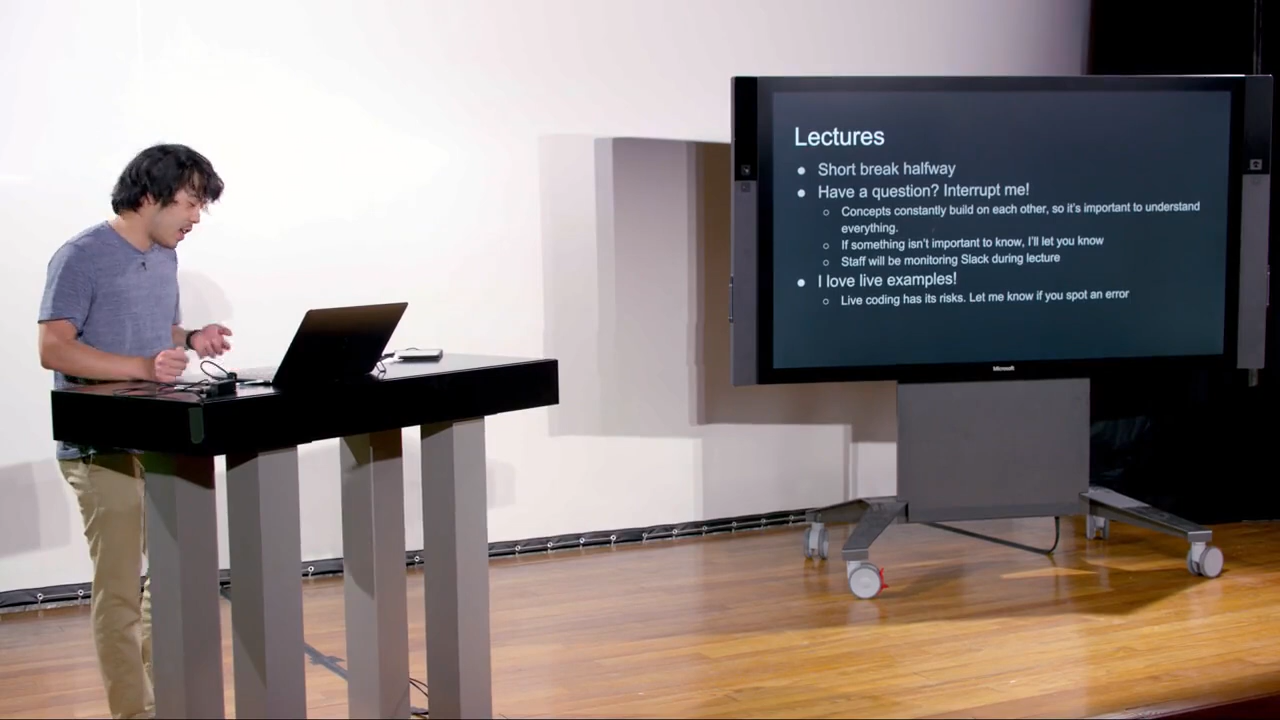 Lectures
● Short break halfway
● Have a question? Interrupt me!
○ Concepts constantly build on each other, so it's important to understand
everything.
○ If something isn't important to know, I'll let you know
○ Staff will be monitoring Slack during lecture
● I love live examples!
○ Live coding has its risks. Let me know if you spot an error
Microsoft